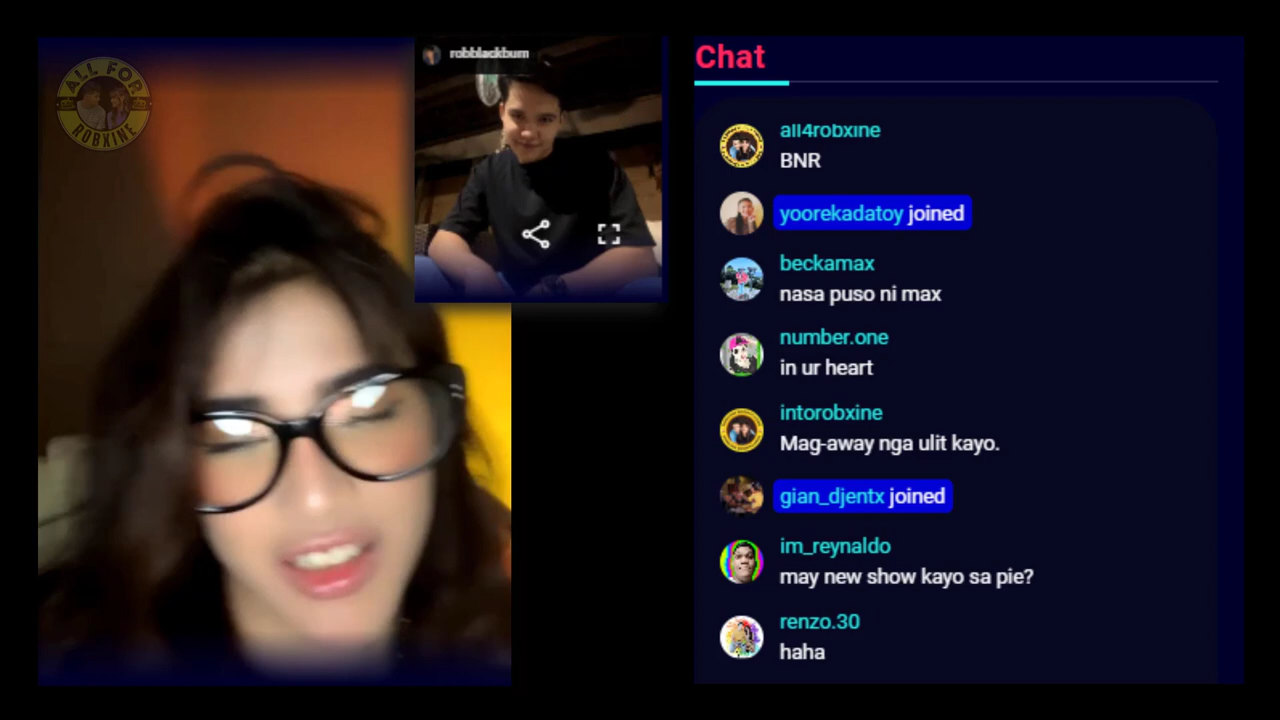 ALL FOR
ROBXINE
robblackburn
Chat
all4robxine
BNR
yoorekadatoy joined
beckamax
nasa puso ni max
number.one
in ur heart
intorobxine
Mag-away nga ulit kayo.
gian_djentx joined
im_reynaldo
may new show kayo sa pie?
renzo.30
haha